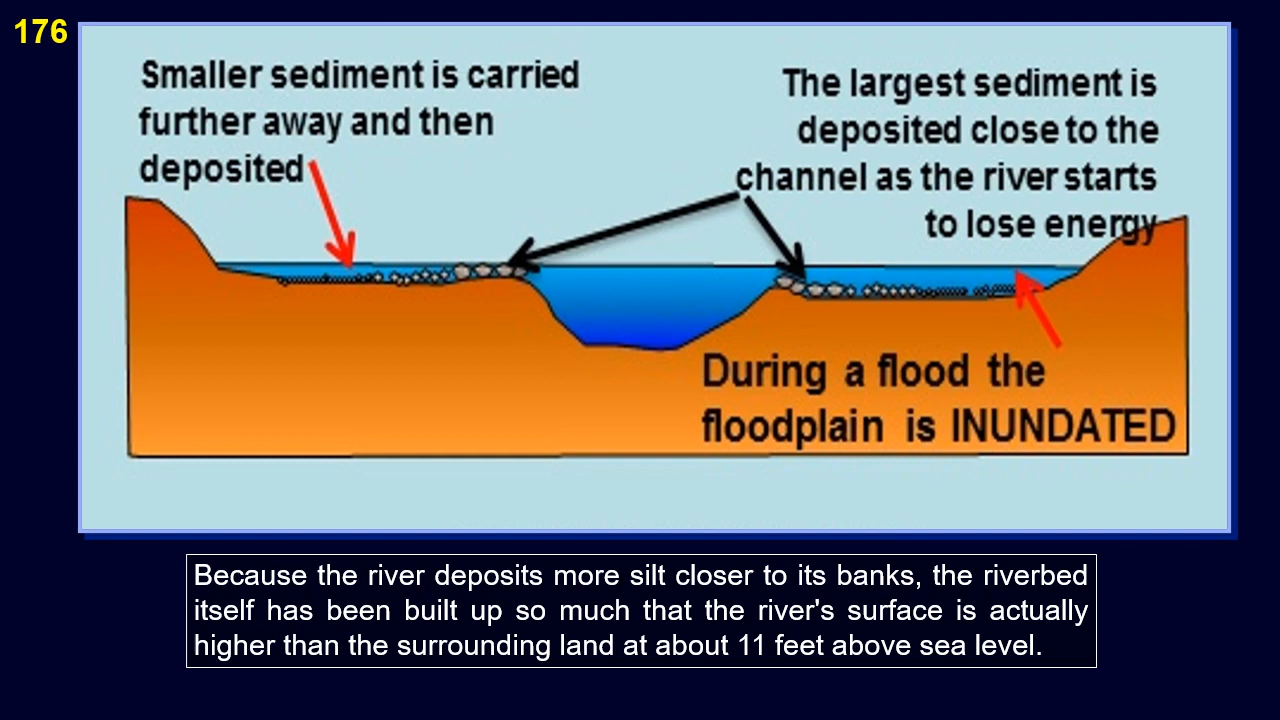 176
Smaller sediment is carried
further away and then
deposited
The largest sediment is
deposited close to the
channel as the river starts
to lose energy
During a flood the
floodplain is INUNDATED
Because the river deposits more silt closer to its banks, the riverbed
itself has been built up so much that the river's surface is actually
higher than the surrounding land at about 11 feet above sea level.